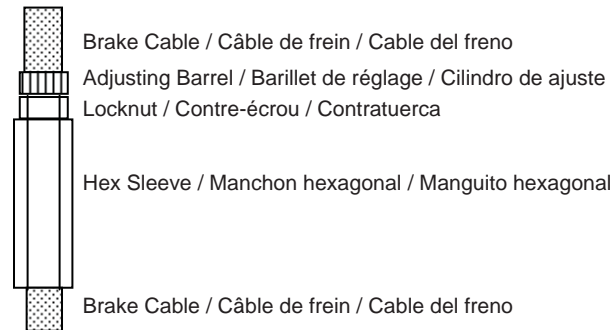 Brake Cable / Câble de frein / Cable del freno
Adjusting Barrel / Barillet de réglage / Cilindro de ajuste
Locknut / Contre-écrou / Contratuerca
Hex Sleeve / Manchon hexagonal / Manguito hexagonal
Brake Cable / Câble de frein / Cable del freno